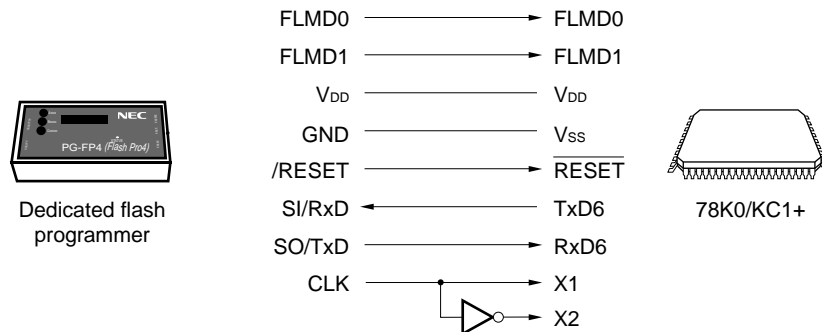 FLMD0 FLMD0
FLMD1 FLMD1
VDD VDD
GND VSS
/RESET RESET
SI/RxD TxD6
SO/TxD RxD6
CLK X1
X2
NEC
PG-FP4 (Flash Pro4)
Dedicated flash
programmer
78K0/KC1+